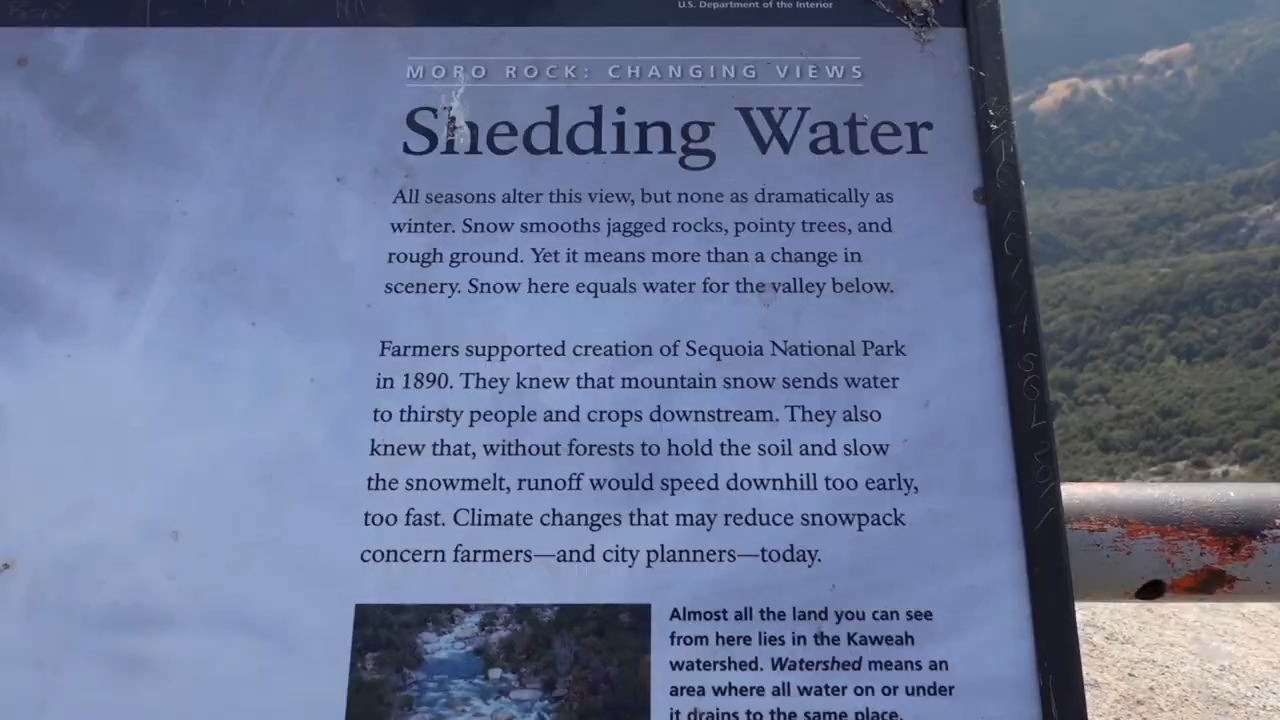 U.S. Department of the Interior
MORO ROCK: CHANGING VIEWS
Shedding Water
All seasons alter this view, but none as dramatically as
winter. Snow smooths jagged rocks, pointy trees, and
rough ground. Yet it means more than a change in
scenery. Snow here equals water for the valley below.
Farmers supported creation of Sequoia National Park
in 1890. They knew that mountain snow sends water
to thirsty people and crops downstream. They also
knew that, without forests to hold the soil and slow
the snowmelt, runoff would speed downhill too early,
too fast. Climate changes that may reduce snowpack
concern farmers—and city planners—today.
Almost all the land you can see
from here lies in the Kaweah
watershed. Watershed means an
area where all water on or under
it drains to the same place.